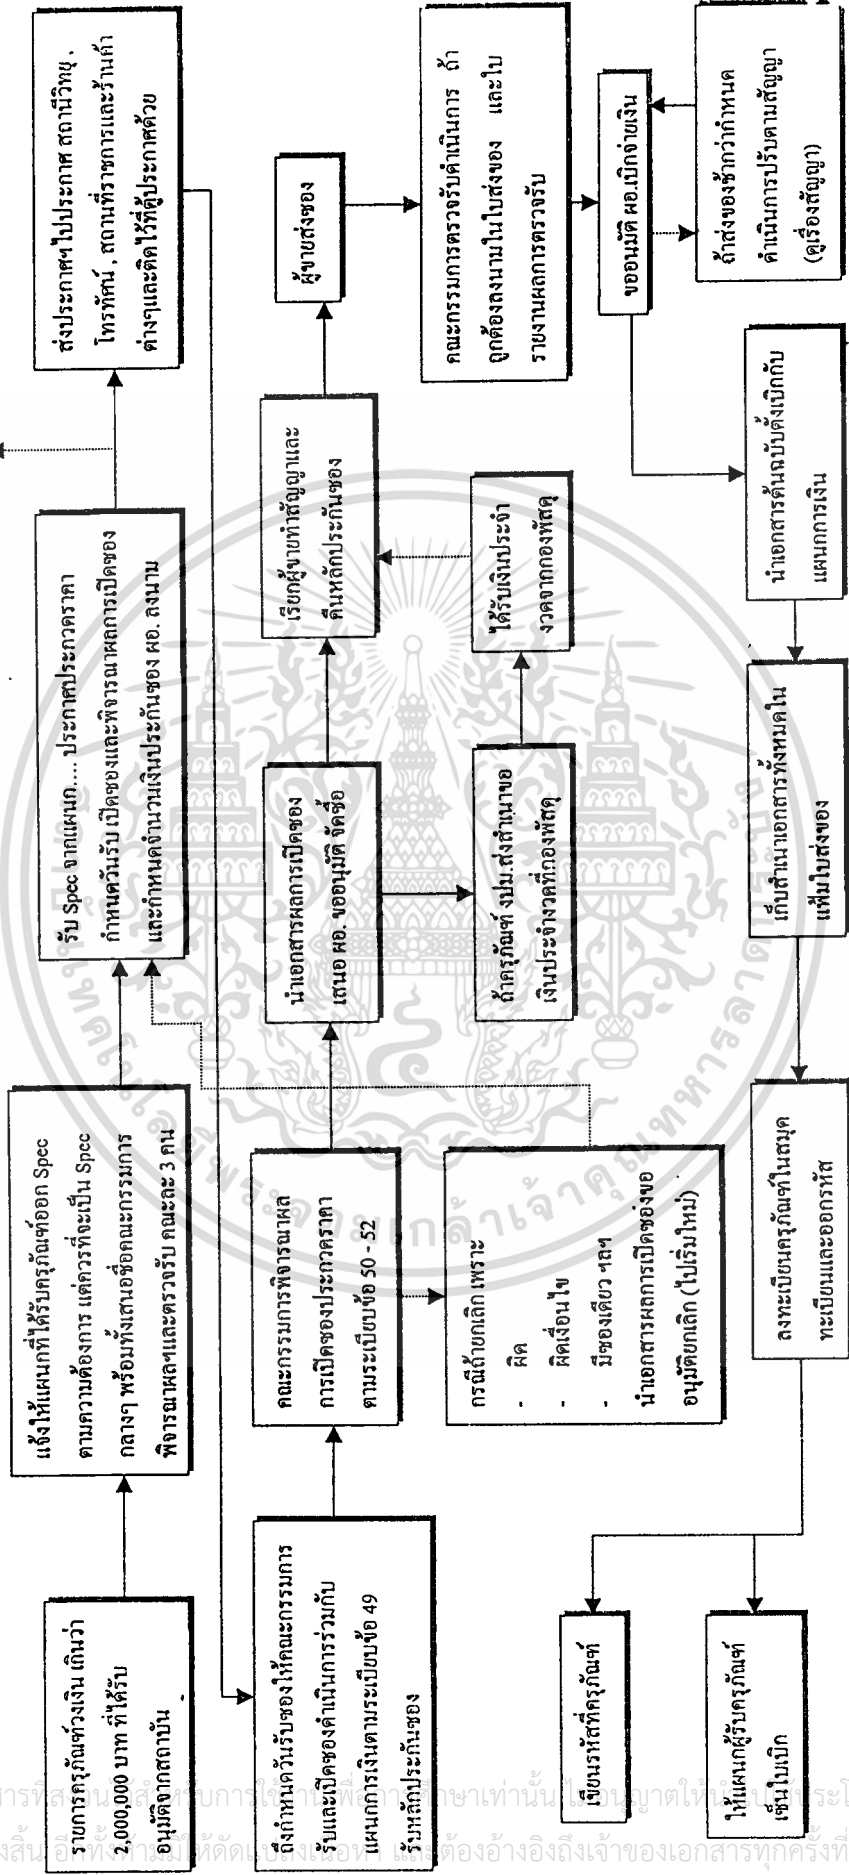 รายการครุภัณฑ์วงเงิน เกินว่า
2,000,000 บาท ที่ได้รับ
อนุมัติจากสถาบัน
แจ้งให้แผนกที่ได้รับครุภัณฑ์ออก Spec
ตามความต้องการ แต่ควรที่จะเป็น Spec
กลางๆ พร้อมทั้งเสนอชื่อคณะกรรมการ
พิจารณาผลฯและตรวจรับ คณะละ 3 คน
รับ Spec จากแผนก.... ประกาศประกวดราคา
กำหนดวันรับ เปิดซองและพิจารณาผลการเปิดซอง
และกำหนดจำนวนเงินประกันซอง ผอ. ลงนาม
ส่งประกาศฯไปประกาศ สถานีวิทยุ ,
โทรทัศน์ , สถานที่ราชการและร้านค้า
ต่างๆและติดไว้ที่ตู้ประกาศด้วย
ถึงกำหนดวันรับซองให้คณะกรรมการ
รับและเปิดซองดำเนินการร่วมกับ
แผนกการเงินตามระเบียบข้อ 49
รับหลักประกันซอง
คณะกรรมการพิจารณาผล
การเปิดซองประกวดราคา
ตามระเบียบข้อ 50 - 52
นำเอกสารผลการเปิดซอง
เสนอ ผอ. ขออนุมัติ จัดซื้อ
เรียกผู้ขายทำสัญญาและ
คืนหลักประกันซอง
ผู้ขายส่งของ
กรณีถ้ายกเลิก เพราะ
- ผิด
- ผิดเงื่อนไข
- มีซองเดียว ฯลฯ
นำเอกสารผลการเปิดซองขอ
อนุมัติยกเลิก (ไปเริ่มใหม่)
ถ้าครุภัณฑ์ งปม.ส่งสำเนาขอ
เงินประจำงวดที่กองพัสดุ
ได้รับเงินประจำ
งวดจากกองพัสดุ
คณะกรรมการตรวจรับดำเนินการ ถ้า
ถูกต้องลงนามในใบส่งของ และใบ
รายงานผลการตรวจรับ
ขออนุมัติ ผอ.เบิกจ่ายเงิน
ถ้าส่งของช้ากว่ากำหนด
ดำเนินการปรับตามสัญญา
(ดูเรื่องสัญญา)
นำเอกสารต้นฉบับตั้งเบิกกับ
แผนกการเงิน
เก็บสำเนาเอกสารทั้งหมดใน
แฟ้มใบส่งของ
ลงทะเบียนครุภัณฑ์ในสมุด
ทะเบียนและออกรหัส
เขียนรหัสที่ครุภัณฑ์
ให้แผนกผู้รับครุภัณฑ์
เซ็นใบเบิก